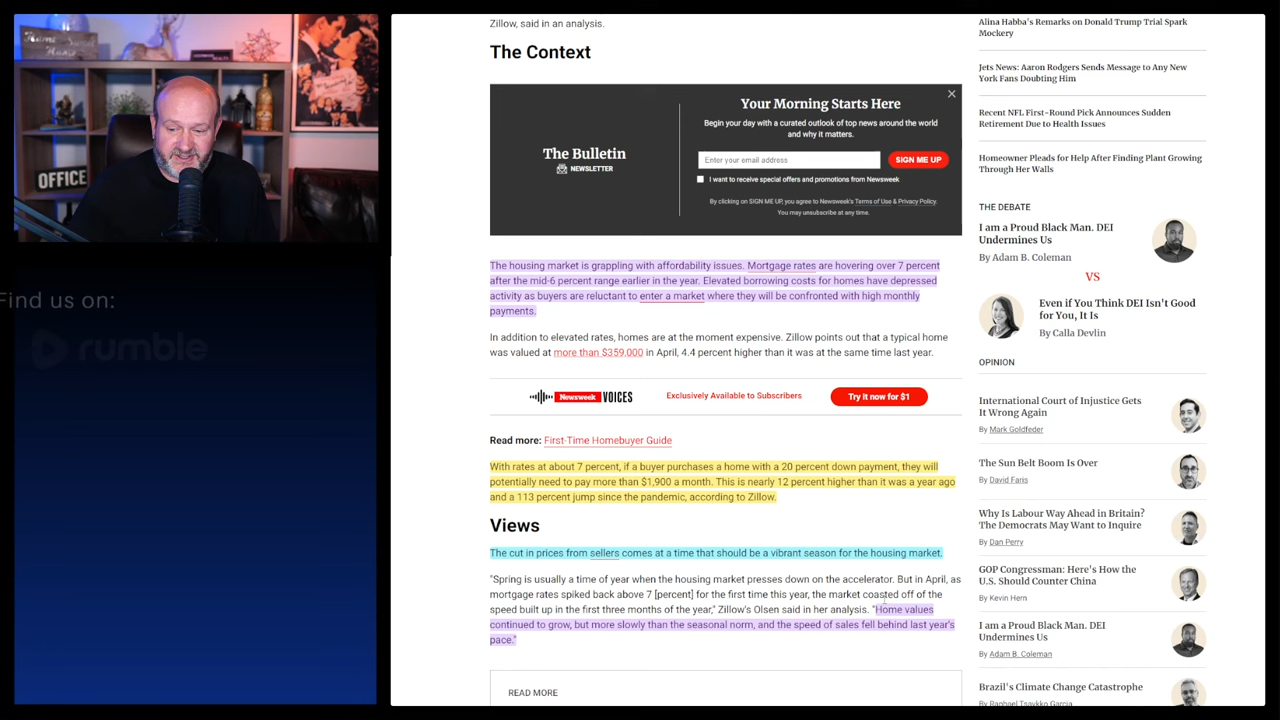 Home Sweet Home
OFFICE
Find us on:
rumble
Zillow, said in an analysis.
The Context
The Bulletin
NEWSLETTER
Your Morning Starts Here
Begin your day with a curated outlook of top news around the world
and why it matters.
Enter your email address
SIGN ME UP
I want to receive special offers and promotions from Newsweek
By clicking on SIGN ME UP, you agree to Newsweek's Terms of Use & Privacy Policy.
You may unsubscribe at any time.
The housing market is grappling with affordability issues. Mortgage rates are hovering over 7 percent
after the mid-6 percent range earlier in the year. Elevated borrowing costs for homes have depressed
activity as buyers are reluctant to enter a market where they will be confronted with high monthly
payments.
In addition to elevated rates, homes are at the moment expensive. Zillow points out that a typical home
was valued at more than $359,000 in April, 4.4 percent higher than it was at the same time last year.
Newsweek VOICES
Exclusively Available to Subscribers
Try it now for $1
Read more: First-Time Homebuyer Guide
With rates at about 7 percent, if a buyer purchases a home with a 20 percent down payment, they will
potentially need to pay more than $1,900 a month. This is nearly 12 percent higher than it was a year ago
and a 113 percent jump since the pandemic, according to Zillow.
Views
The cut in prices from sellers comes at a time that should be a vibrant season for the housing market.
"Spring is usually a time of year when the housing market presses down on the accelerator. But in April, as
mortgage rates spiked back above 7 [percent] for the first time this year, the market coasted off of the
speed built up in the first three months of the year," Zillow's Olsen said in her analysis. "Home values
continued to grow, but more slowly than the seasonal norm, and the speed of sales fell behind last year's
pace."
READ MORE
Alina Habba's Remarks on Donald Trump Trial Spark
Mockery
Jets News: Aaron Rodgers Sends Message to Any New
York Fans Doubting Him
Recent NFL First-Round Pick Announces Sudden
Retirement Due to Health Issues
Homeowner Pleads for Help After Finding Plant Growing
Through Her Walls
THE DEBATE
I am a Proud Black Man. DEI
Undermines Us
By Adam B. Coleman
VS
Even if You Think DEI Isn't Good
for You, It Is
By Calla Devlin
OPINION
International Court of Injustice Gets
It Wrong Again
By Mark Goldfeder
The Sun Belt Boom Is Over
By David Faris
Why Is Labour Way Ahead in Britain?
The Democrats May Want to Inquire
By Dan Perry
GOP Congressman: Here's How the
U.S. Should Counter China
By Kevin Hern
I am a Proud Black Man. DEI
Undermines Us
By Adam B. Coleman
Brazil's Climate Change Catastrophe
By Raphael Tsavkko Garcia